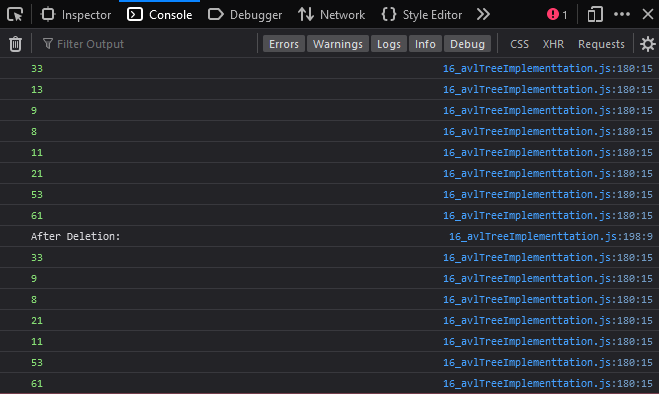 Inspector Console Debugger Network Style Editor 1
Filter Output Errors Warnings Logs Info Debug CSS XHR Requests
33 16_avlTreeImplementtation.js:180:15
13 16_avlTreeImplementtation.js:180:15
9 16_avlTreeImplementtation.js:180:15
8 16_avlTreeImplementtation.js:180:15
11 16_avlTreeImplementtation.js:180:15
21 16_avlTreeImplementtation.js:180:15
53 16_avlTreeImplementtation.js:180:15
61 16_avlTreeImplementtation.js:180:15
After Deletion: 16_avlTreeImplementtation.js:198:9
33 16_avlTreeImplementtation.js:180:15
9 16_avlTreeImplementtation.js:180:15
8 16_avlTreeImplementtation.js:180:15
21 16_avlTreeImplementtation.js:180:15
11 16_avlTreeImplementtation.js:180:15
53 16_avlTreeImplementtation.js:180:15
61 16_avlTreeImplementtation.js:180:15